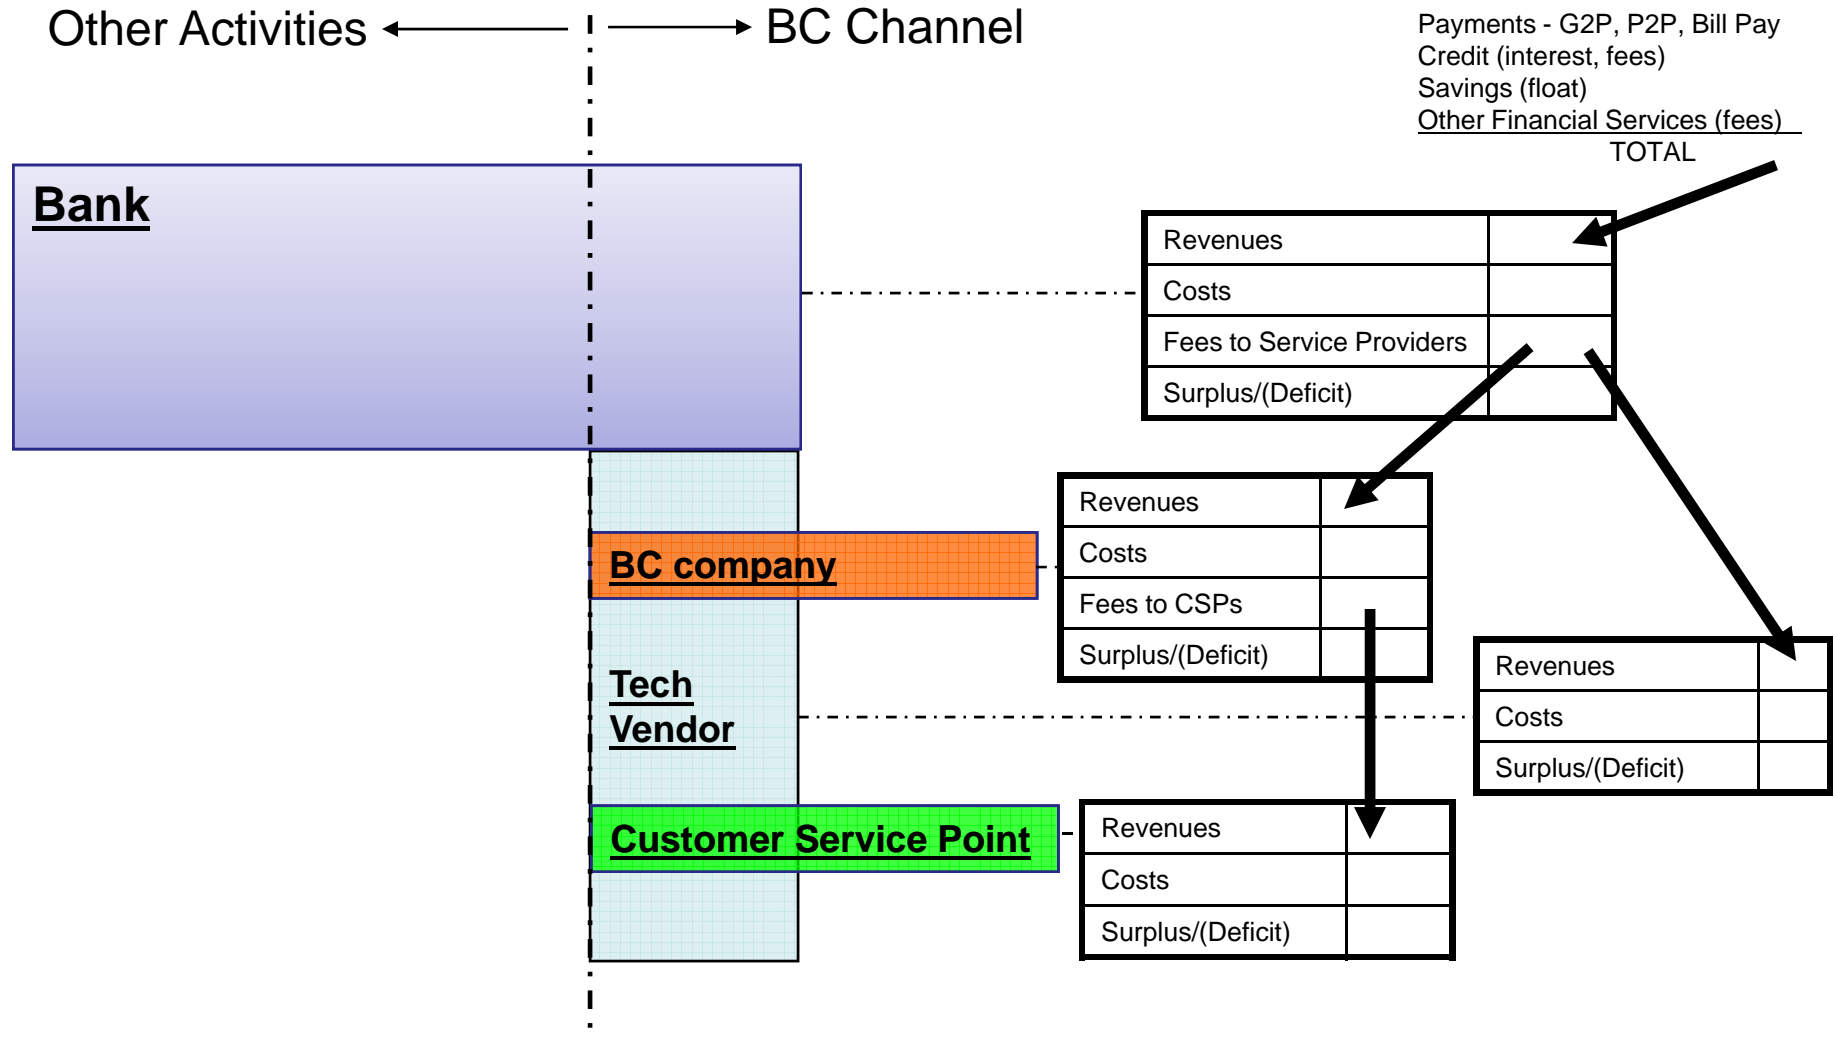 Other Activities
BC Channel
Payments - G2P, P2P, Bill Pay
Credit (interest, fees)
Savings (float)
Other Financial Services (fees)
TOTAL
Bank
Revenues
Costs
Fees to Service Providers
Surplus/(Deficit)
BC company
Revenues
Costs
Fees to CSPs
Surplus/(Deficit)
Tech
Vendor
Revenues
Costs
Surplus/(Deficit)
Customer Service Point
Revenues
Costs
Surplus/(Deficit)